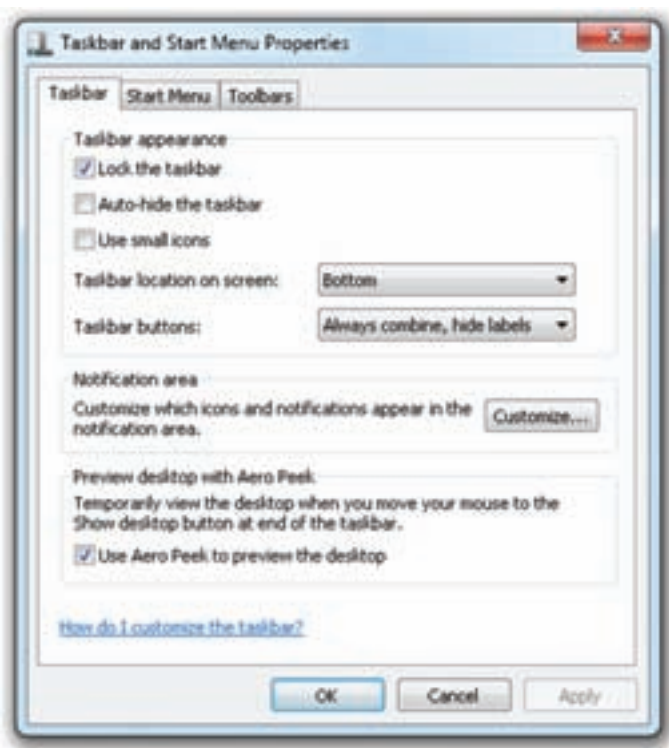 Taskbar and Start Menu Properties
Taskbar Start Menu Toolbars
Taskbar appearance
Lock the taskbar
Auto-hide the taskbar
Use small icons
Taskbar location on screen: Bottom
Taskbar buttons: Always combine, hide labels
Notification area
Customize which icons and notifications appear in the
notification area.
Customize...
Preview desktop with Aero Peek
Temporarily view the desktop when you move your mouse to the
Show desktop button at end of the taskbar.
Use Aero Peek to preview the desktop
How do I customize the taskbar?
OK Cancel Apply